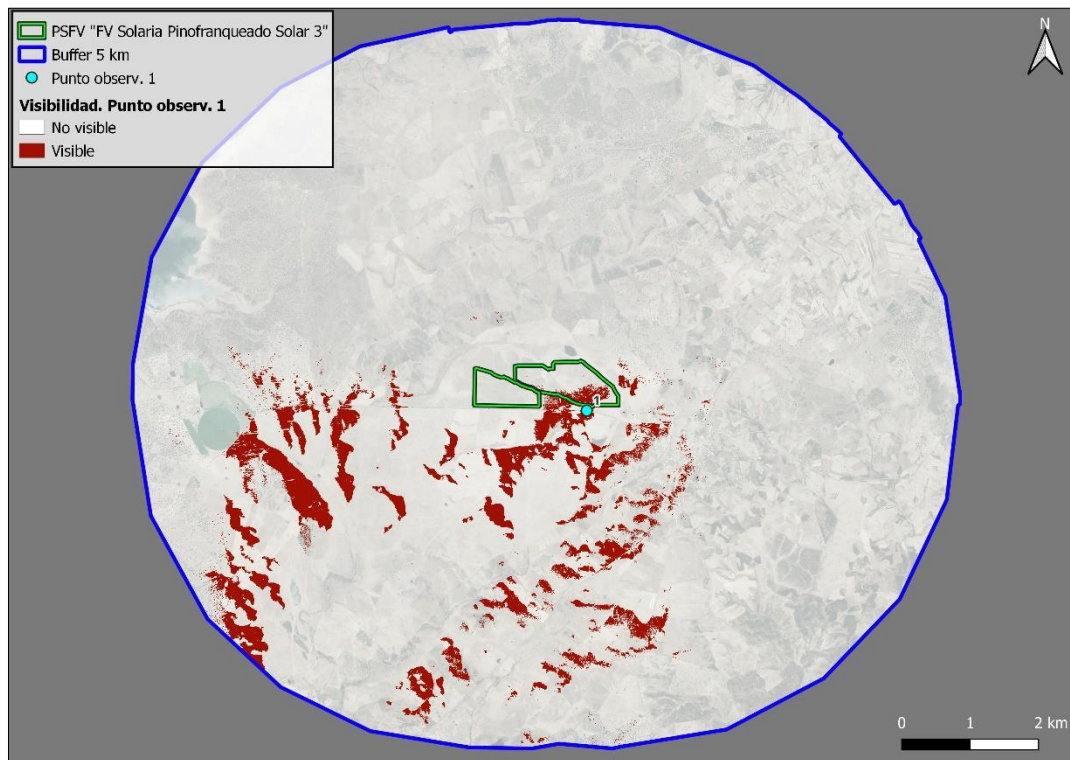 PSFV "FV Solaria Pinofranqueado Solar 3"
Buffer 5 km
Punto observ. 1
Visibilidad. Punto observ. 1
No visible
Visible
N
1
0 1 2 km